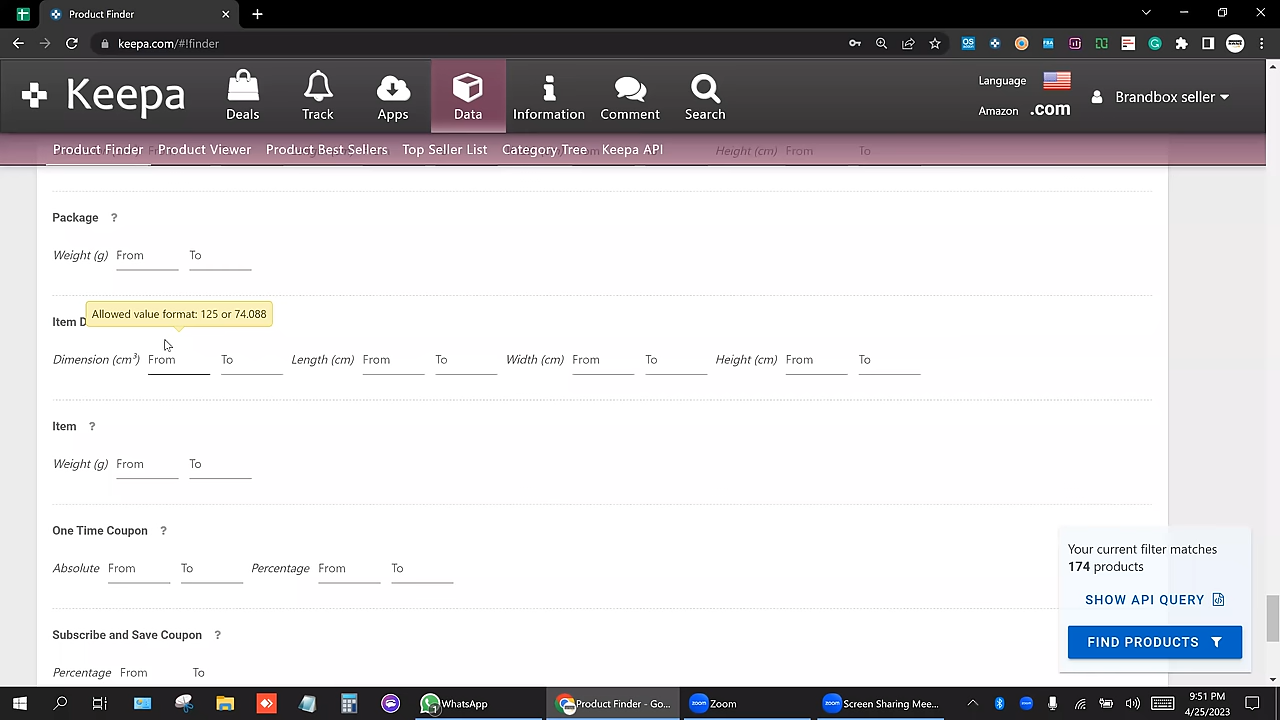 Product Finder
keepa.com/#!finder
Keepa
Deals
Track
Apps
Data
Information
Comment
Search
Language
Amazon .com
Brandbox seller
Product Finder Product Viewer Product Best Sellers Top Seller List Category Tree Keepa API
Height (cm) From To
Package ?
Weight (g) From To
Allowed value format: 125 or 74.088
Item D
Dimension (cm³) From To Length (cm) From To Width (cm) From To Height (cm) From To
Item ?
Weight (g) From To
One Time Coupon ?
Absolute From To Percentage From To
Your current filter matches
174 products
SHOW API QUERY
FIND PRODUCTS
Subscribe and Save Coupon ?
Percentage From To
WhatsApp
Product Finder - Go...
zoom Zoom
zoom Screen Sharing Mee...
9:51 PM
4/25/2023